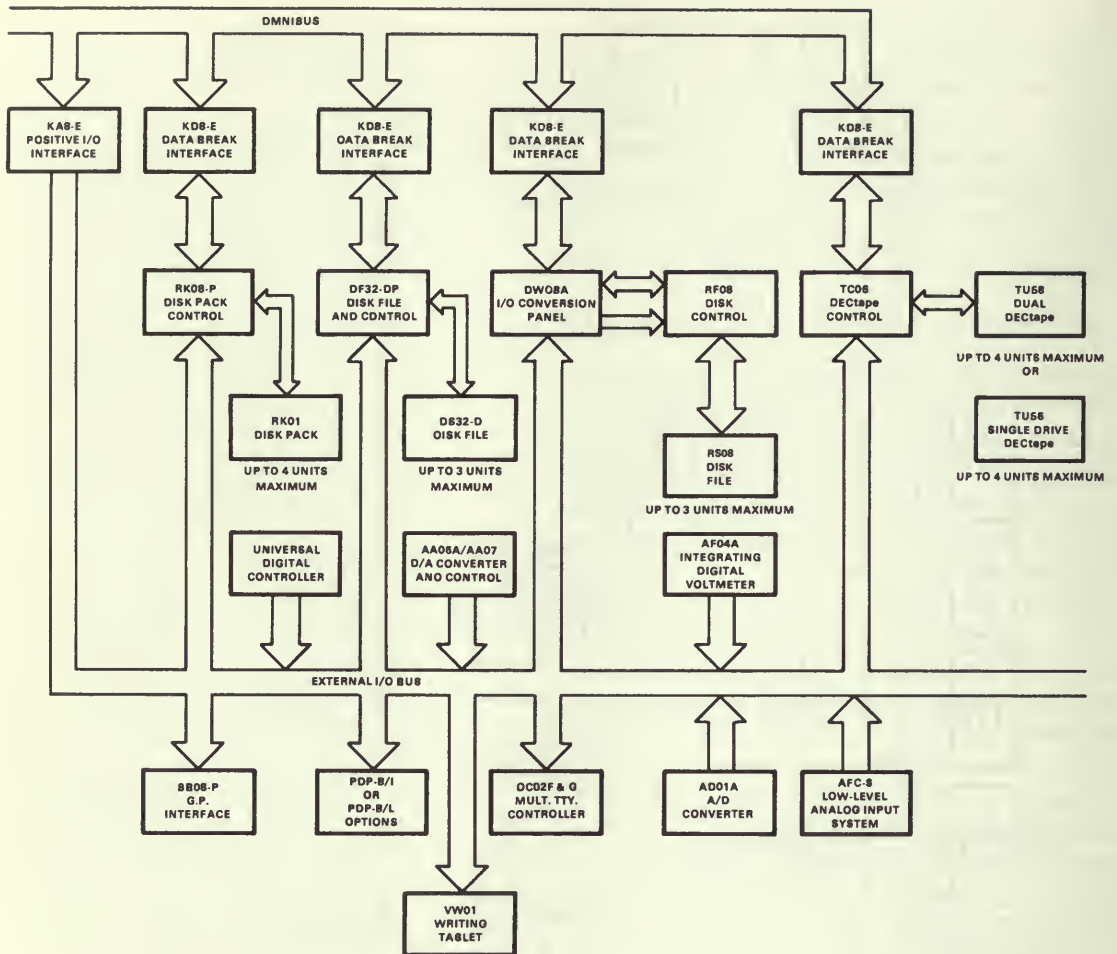 OMNIBUS
KA8-E
POSITIVE I/O
INTERFACE
KD8-E
DATA BREAK
INTERFACE
KD8-E
DATA BREAK
INTERFACE
KD8-E
DATA BREAK
INTERFACE
KD8-E
DATA BREAK
INTERFACE
RK08-P
DISK PACK
CONTROL
DF32-DP
DISK FILE
AND CONTROL
DW08A
I/O CONVERSION
PANEL
RF08
DISK
CONTROL
TC08
DECtape
CONTROL
TU56
DUAL
DECtape
UP TO 4 UNITS MAXIMUM
OR
RK01
DISK PACK
UP TO 4 UNITS
MAXIMUM
DS32-D
DISK FILE
UP TO 3 UNITS
MAXIMUM
RS08
DISK
FILE
UP TO 3 UNITS MAXIMUM
TU56
SINGLE DRIVE
DECtape
UP TO 4 UNITS MAXIMUM
UNIVERSAL
DIGITAL
CONTROLLER
AA05A/AA07
D/A CONVERTER
AND CONTROL
AF04A
INTEGRATING
DIGITAL
VOLTMETER
EXTERNAL I/O BUS
BB08-P
G.P.
INTERFACE
PDP-8/I
OR
PDP-8/L
OPTIONS
DC02F & G
MULT. TTY.
CONTROLLER
AD01A
A/D
CONVERTER
AFC-8
LOW-LEVEL
ANALOG INPUT
SYSTEM
VW01
WRITING
TABLET